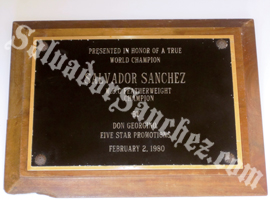 PRESENTED IN HONOR OF A TRUE
WORLD CHAMPION
SALVADOR SANCHEZ
FEATHERWEIGHT
CHAMPION
DON GEORGINO
FIVE STAR PROMOTIONS
FEBRUARY 2, 1980
SalvadorSanchez.com